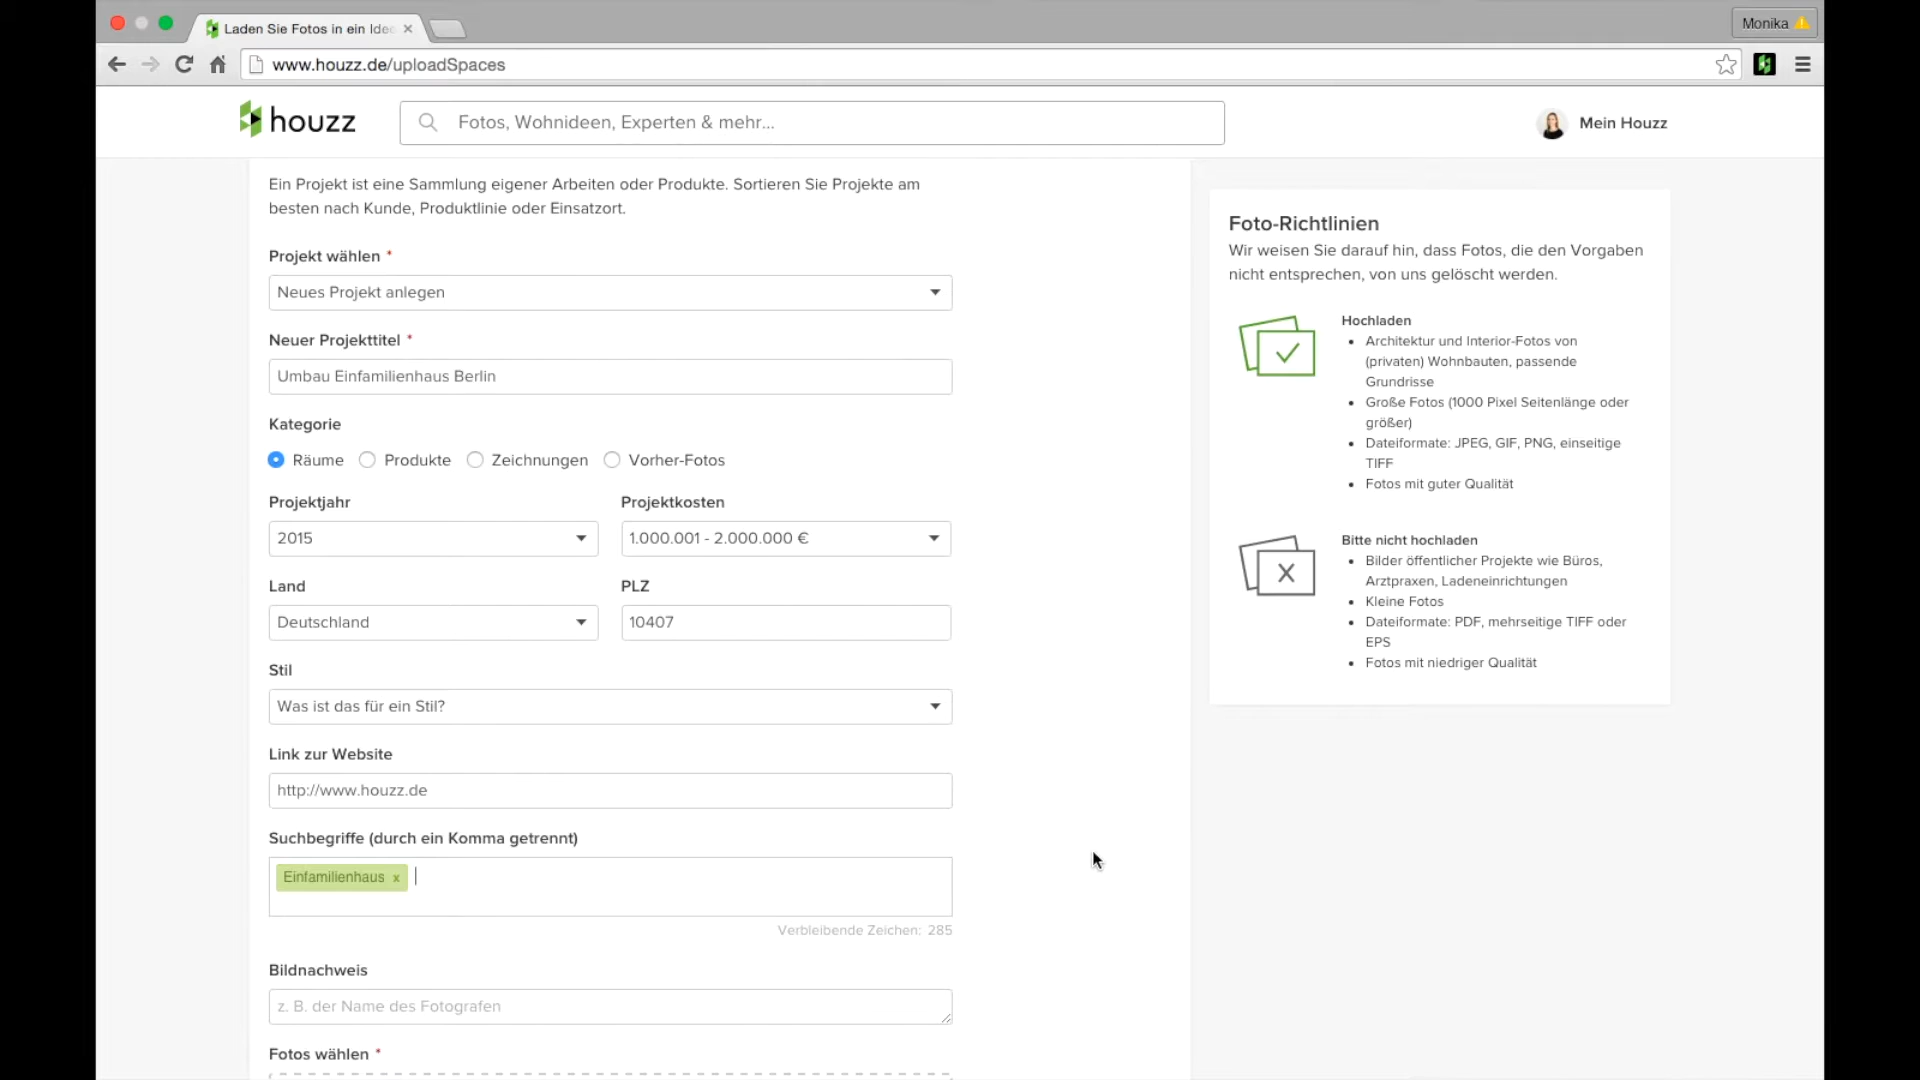 Laden Sie Fotos in ein Idee
Monika
www.houzz.de/uploadSpaces
houzz
Fotos, Wohnideen, Experten & mehr...
Mein Houzz
Ein Projekt ist eine Sammlung eigener Arbeiten oder Produkte. Sortieren Sie Projekte am
besten nach Kunde, Produktlinie oder Einsatzort.
Projekt wählen *
Neues Projekt anlegen
Neuer Projekttitel *
Umbau Einfamilienhaus Berlin
Kategorie
Räume Produkte Zeichnungen Vorher-Fotos
Projektjahr Projektkosten
2015 1.000.001 - 2.000.000 €
Land PLZ
Deutschland 10407
Stil
Was ist das für ein Stil?
Link zur Website
http://www.houzz.de
Suchbegriffe (durch ein Komma getrennt)
Einfamilienhaus x
Verbleibende Zeichen: 285
Bildnachweis
z. B. der Name des Fotografen
Fotos wählen *
Foto-Richtlinien
Wir weisen Sie darauf hin, dass Fotos, die den Vorgaben
nicht entsprechen, von uns gelöscht werden.
Hochladen
• Architektur und Interior-Fotos von
(privaten) Wohnbauten, passende
Grundrisse
• Große Fotos (1000 Pixel Seitenlänge oder
größer)
• Dateiformate: JPEG, GIF, PNG, einseitige
TIFF
• Fotos mit guter Qualität
Bitte nicht hochladen
• Bilder öffentlicher Projekte wie Büros,
Arztpraxen, Ladeneinrichtungen
• Kleine Fotos
• Dateiformate: PDF, mehrseitige TIFF oder
EPS
• Fotos mit niedriger Qualität